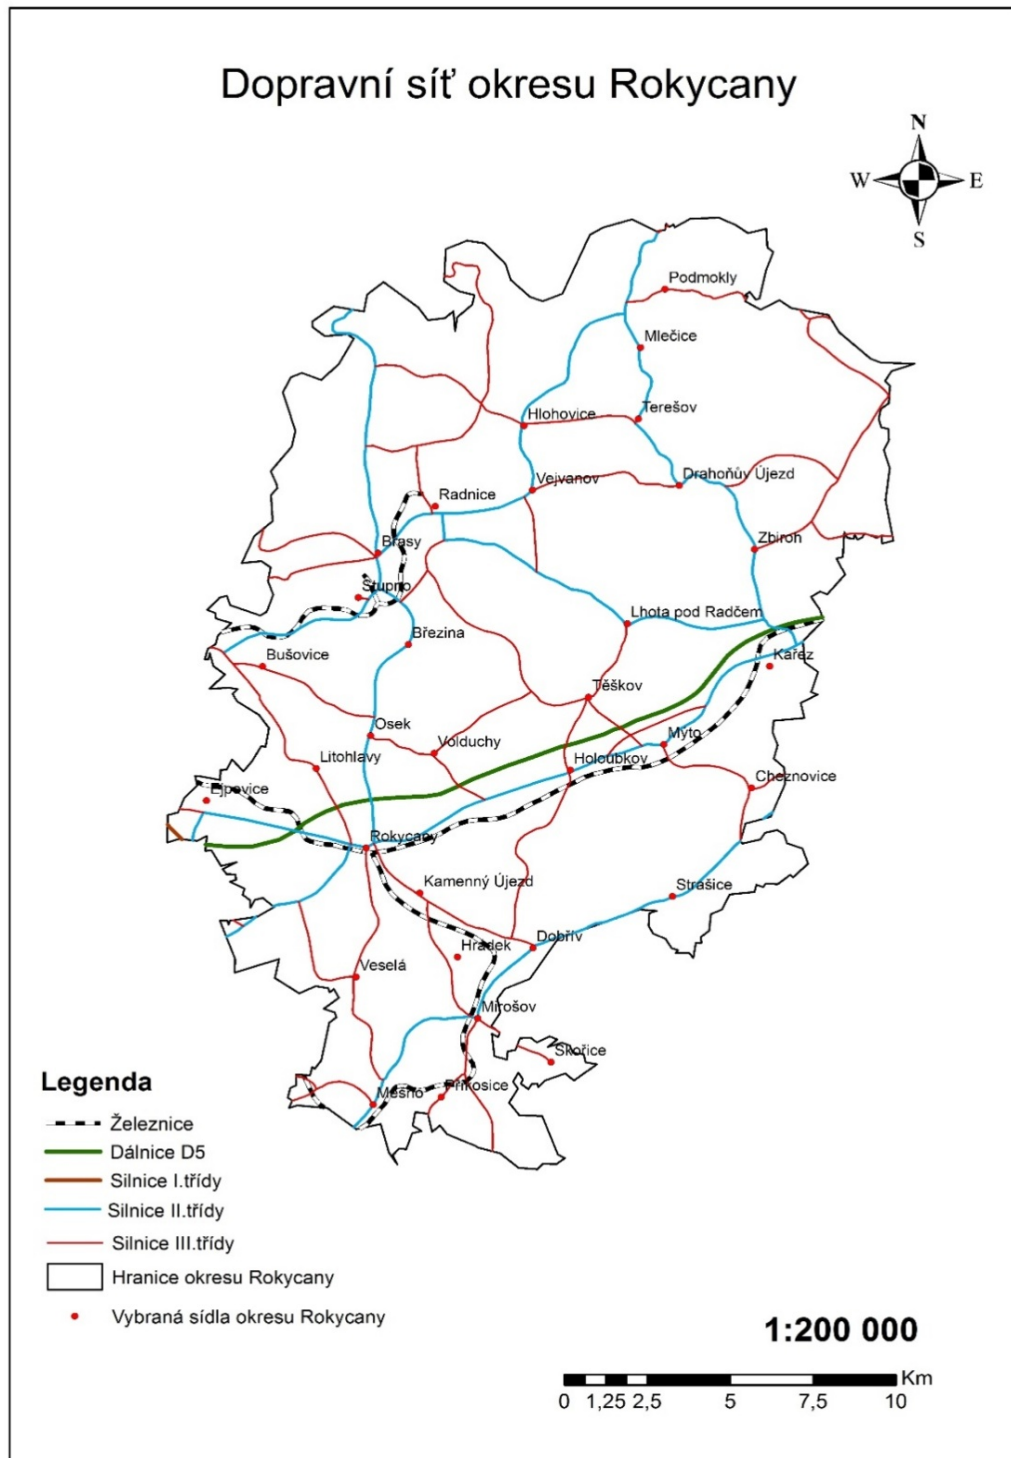 Dopravní síť okresu Rokycany
N
W E
S
Podmokly
Mlečice
Terešov
Hlohovice
Vejvanov
Drahoňův Újezd
Radnice
Zbiroh
Břasy
Stupno
Lhota pod Radčem
Březina
Bušovice
Kařez
Těškov
Osek
Volduchy
Mýto
Litohlavy
Holoubkov
Cheznovice
Ejpovice
Rokycany
Kamenný Újezd
Strašice
Dobřív
Hrádek
Veselá
Mirošov
Skořice
Mešno
Příkosice
Legenda
Železnice
Dálnice D5
Silnice I.třídy
Silnice II.třídy
Silnice III.třídy
Hranice okresu Rokycany
Vybraná sídla okresu Rokycany
1:200 000
Km
0 1,25 2,5 5 7,5 10